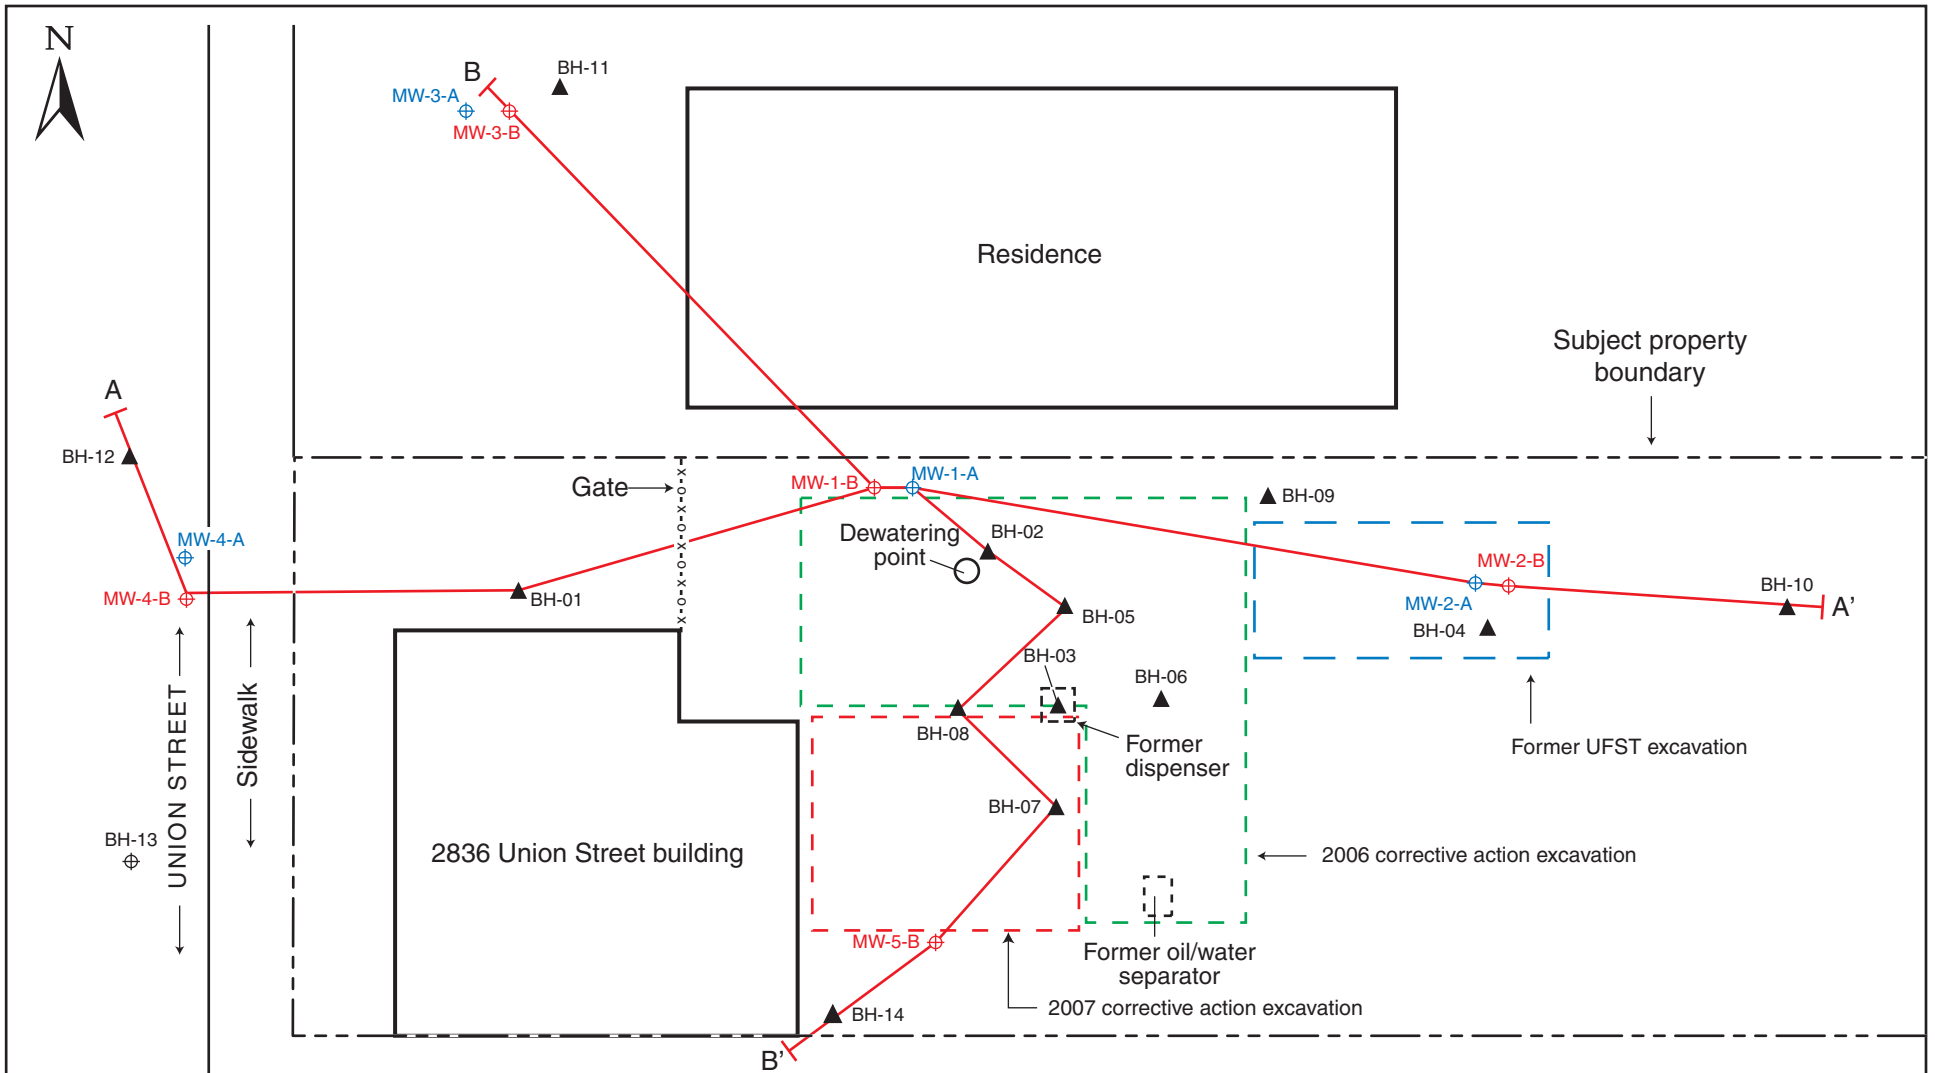 N
B
BH-11
MW-3-A
MW-3-B
Residence
Subject property
boundary
A
BH-12
Gate
MW-1-B
MW-1-A
BH-09
Dewatering
point
BH-02
MW-4-A
MW-4-B
BH-01
BH-05
MW-2-B
MW-2-A
BH-10
A'
BH-04
BH-03
BH-06
UNION STREET
Sidewalk
BH-08
Former
dispenser
Former UFST excavation
BH-07
BH-13
2836 Union Street building
2006 corrective action excavation
MW-5-B
Former oil/water
separator
2007 corrective action excavation
BH-14
B'